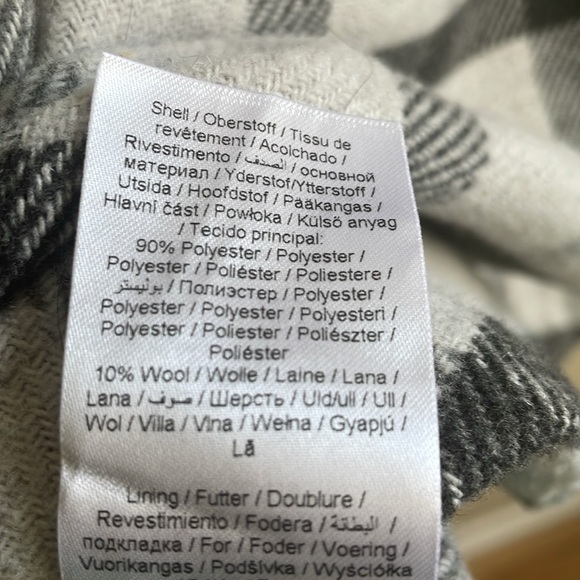 Shell / Oberstoff / Tissu de
revêtement / Acolchado /
Rivestimento / الصدف / основной
материал / Yderstof/Ytterstoff /
Utsida / Hoofdstof / Pääkangas /
Hlavní část / Powłoka / Külső anyag
/ Tecido principal:
90% Polyester / Polyester /
Polyester / Poliéster / Poliestere /
بوليستر / Полиэстер / Polyester /
Polyester / Polyester / Polyesteri /
Polyester / Poliester / Poliészter /
Poliéster
10% Wool / Wolle / Laine / Lana /
Lana / صوف / Шерсть / Uld/ull / Ull /
Wol / Villa / Vlna / Wełna / Gyapjú /
Lã
Lining / Futter / Doublure /
Revestimiento / Fodera / البطانة /
подкладка / For / Foder / Voering /
Vuorikangas / Podšívka / Wyściółka